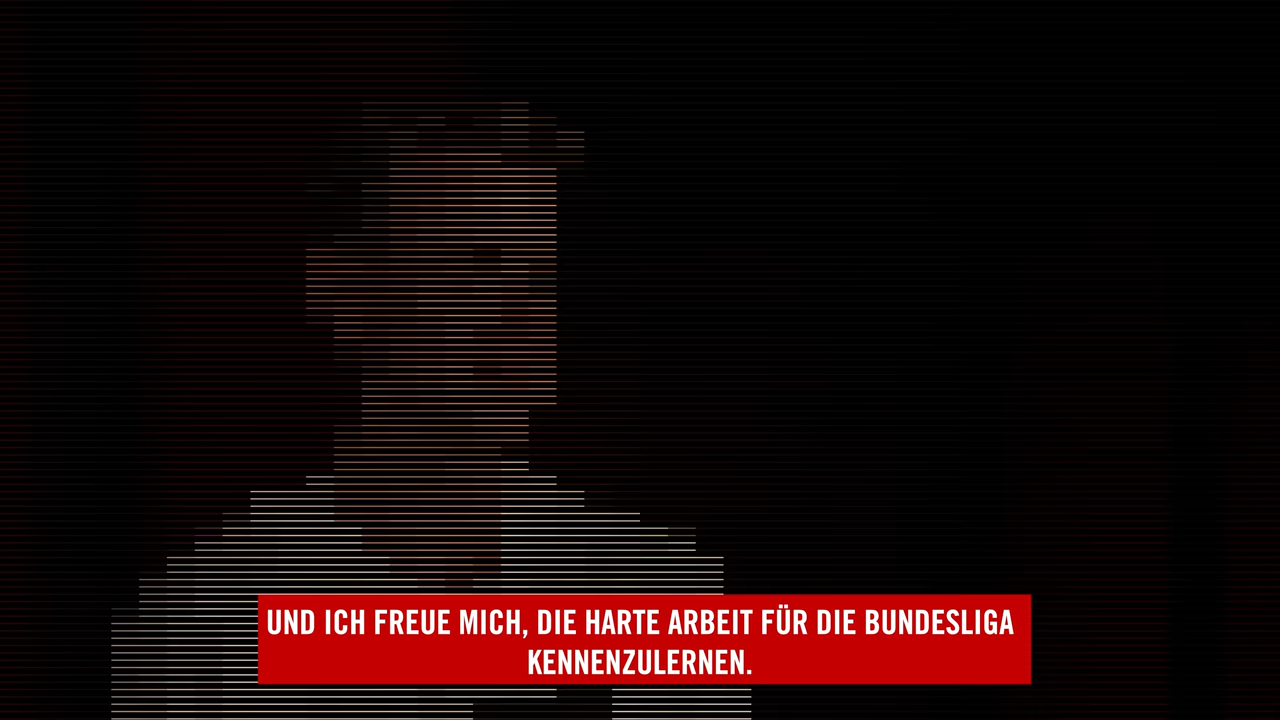 UND ICH FREUE MICH, DIE HARTE ARBEIT FÜR DIE BUNDESLIGA
KENNENZULERNEN.